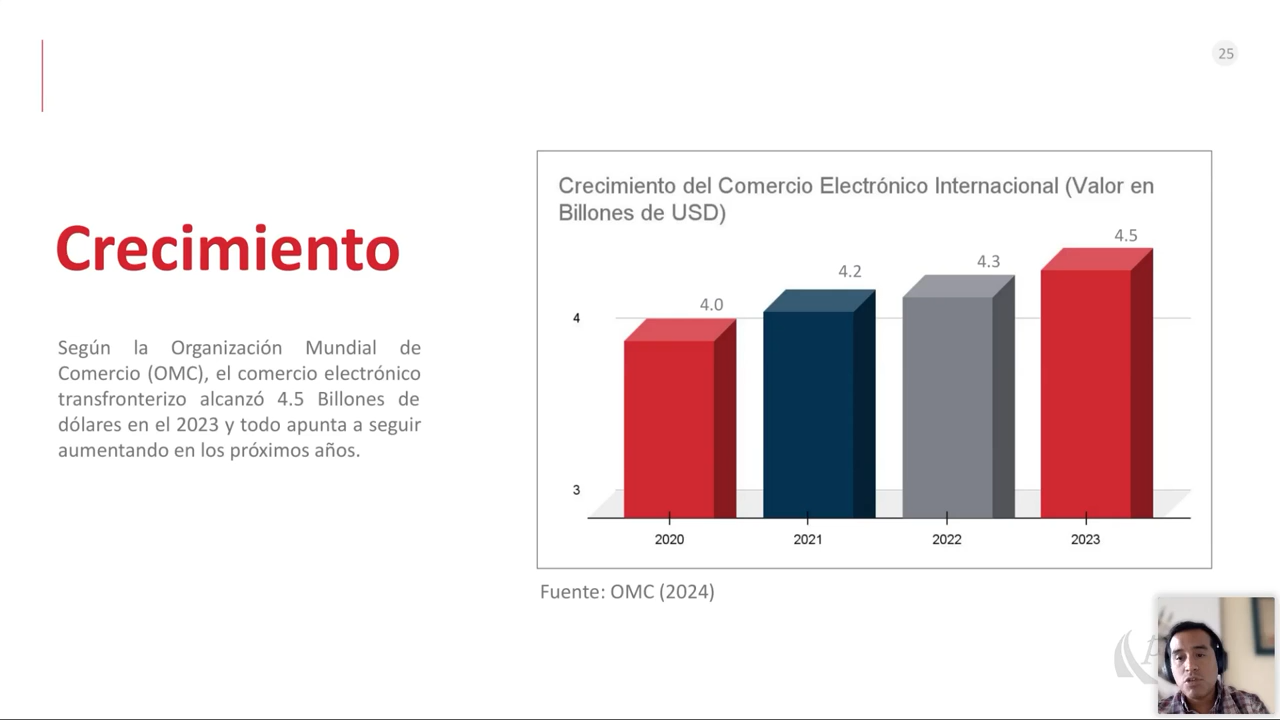 25
Crecimiento
Según la Organización Mundial de
Comercio (OMC), el comercio electrónico
transfronterizo alcanzó 4.5 Billones de
dólares en el 2023 y todo apunta a seguir
aumentando en los próximos años.
Crecimiento del Comercio Electrónico Internacional (Valor en
Billones de USD)
4.0
4.2
4.3
4.5
4
3
2020
2021
2022
2023
Fuente: OMC (2024)